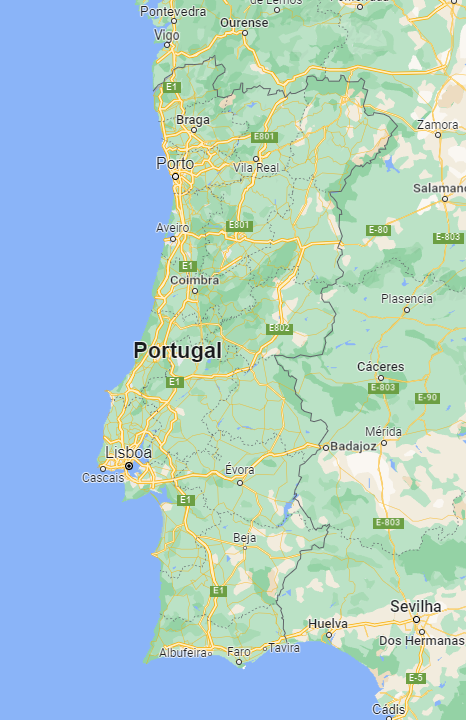 de Lemos
Pontevedra
Ourense
Vigo
E1
Braga
Zamora
E801
Porto
Vila Real
Salaman
Aveiro
E801
E-80
E-803
E1
Coimbra
Plasencia
E802
Portugal
Cáceres
E1
E-803
E-90
Mérida
Badajoz
Lisboa
Évora
Cascais
E1
E-803
Beja
E1
Sevilha
Huelva
Dos Hermanas
Tavira
Albufeira
Faro
E-5
Cádis